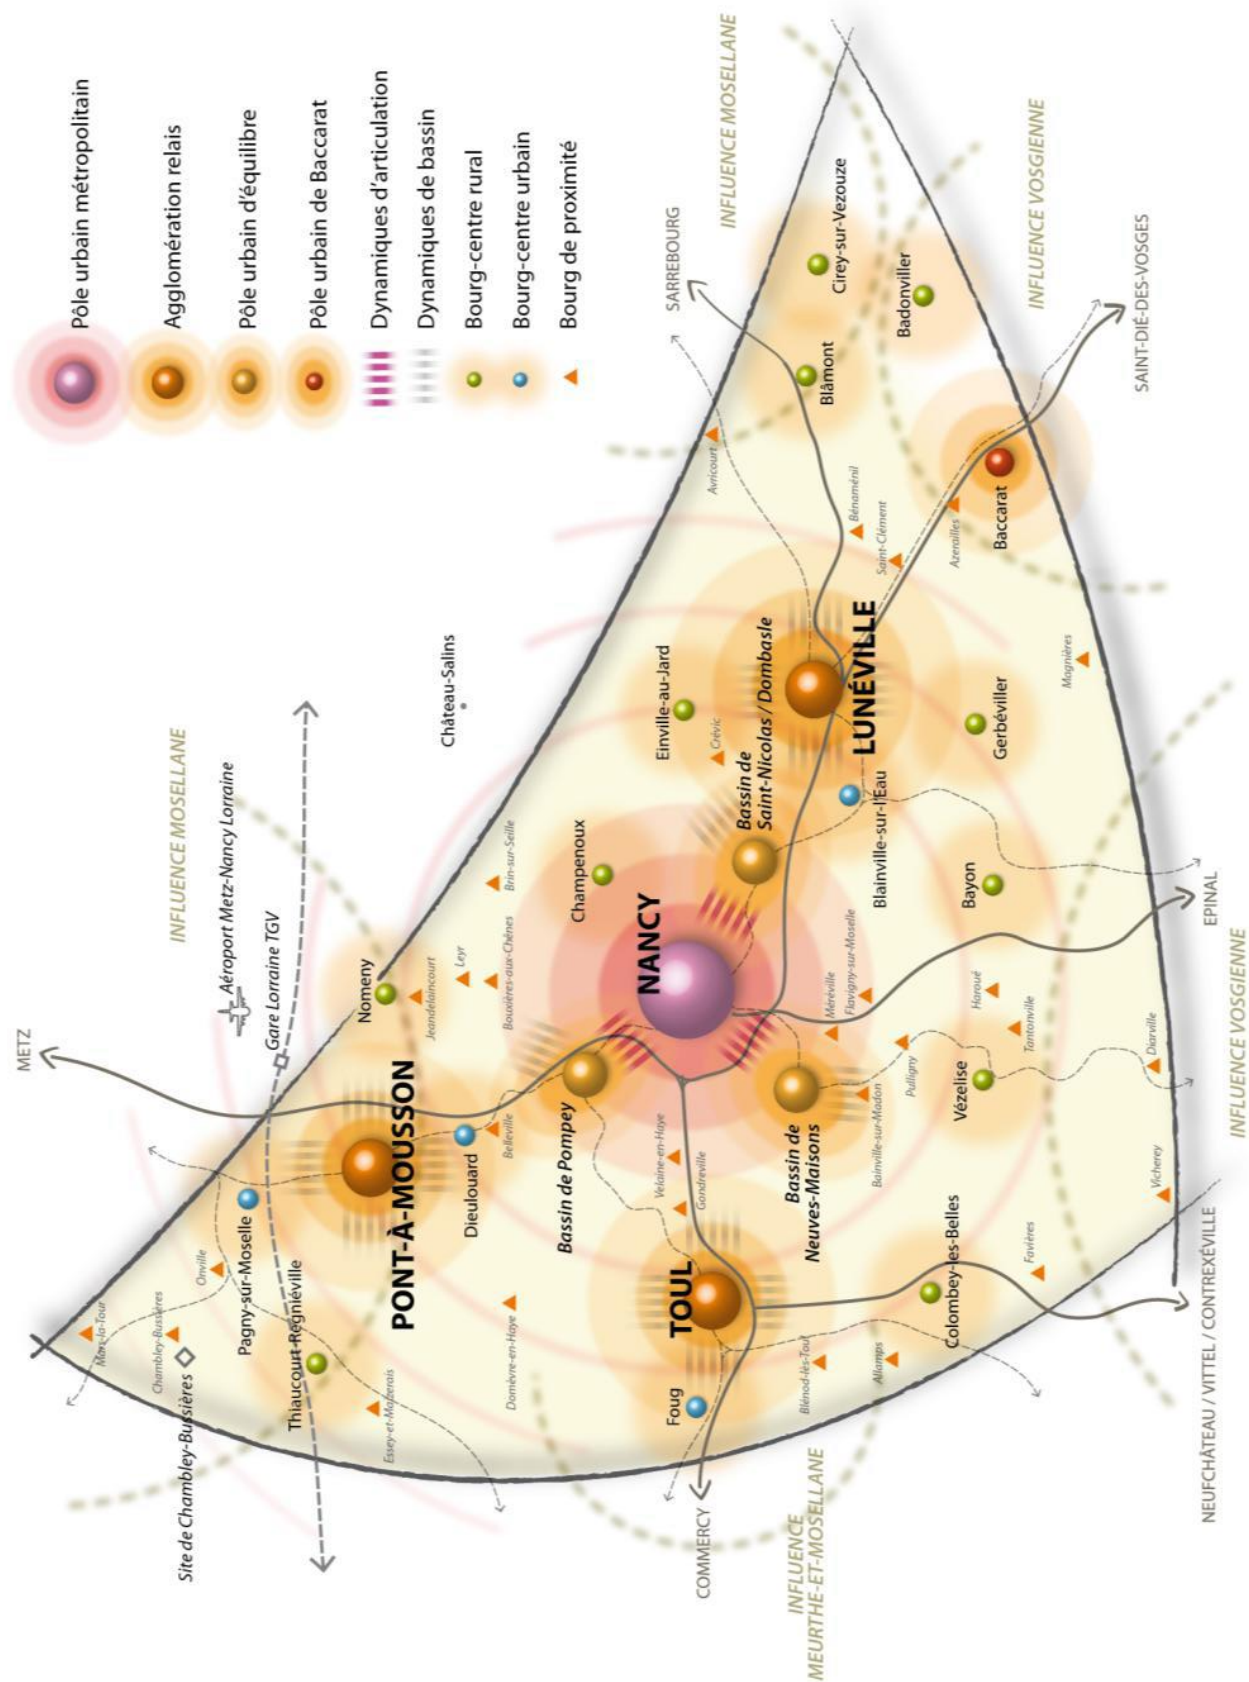 Pôle urbain métropolitain
Agglomération relais
Pôle urbain d'équilibre
Pôle urbain de Baccarat
Dynamiques d'articulation
Dynamiques de bassin
Bourg-centre rural
Bourg-centre urbain
Bourg de proximité
METZ
INFLUENCE MOSELLANE
Aéroport Metz-Nancy Lorraine
Gare Lorraine TGV
Château-Salins
Mars-la-Tour
Chambley-Bussières
Site de Chambley-Bussières
Onville
Pagny-sur-Moselle
Thiaucourt-Regniéville
Essey-et-Maizerais
PONT-À-MOUSSON
Nomeny
Jeandelaincourt
Leyr
Bouxières-aux-Chênes
Brin-sur-Seille
Dieulouard
Belleville
Domèvre-en-Haye
Bassin de Pompey
Champenoux
NANCY
Velaine-en-Haye
Gondreville
TOUL
Foug
COMMERCY
INFLUENCE
MEURTHE-ET-MOSELLANE
Blénod-lès-Toul
Allamps
Colombey-les-Belles
Favières
Vicherey
NEUFCHÂTEAU / VITTEL / CONTREXÉVILLE
Bassin de
Neuves-Maisons
Bainville-sur-Madon
Pulligny
Méréville
Flavigny-sur-Moselle
Vézelise
Tantonville
Haroué
Diarville
INFLUENCE VOSGIENNE
EPINAL
Bayon
Blainville-sur-l'Eau
Bassin de
Saint-Nicolas / Dombasle
Crévic
Einville-au-Jard
LUNÉVILLE
Gerbéviller
Magnières
Saint-Clément
Bénaménil
Azerailles
Baccarat
Avricourt
SARREBOURG
INFLUENCE MOSELLANE
Blâmont
Cirey-sur-Vezouze
Badonviller
INFLUENCE VOSGIENNE
SAINT-DIÉ-DES-VOSGES